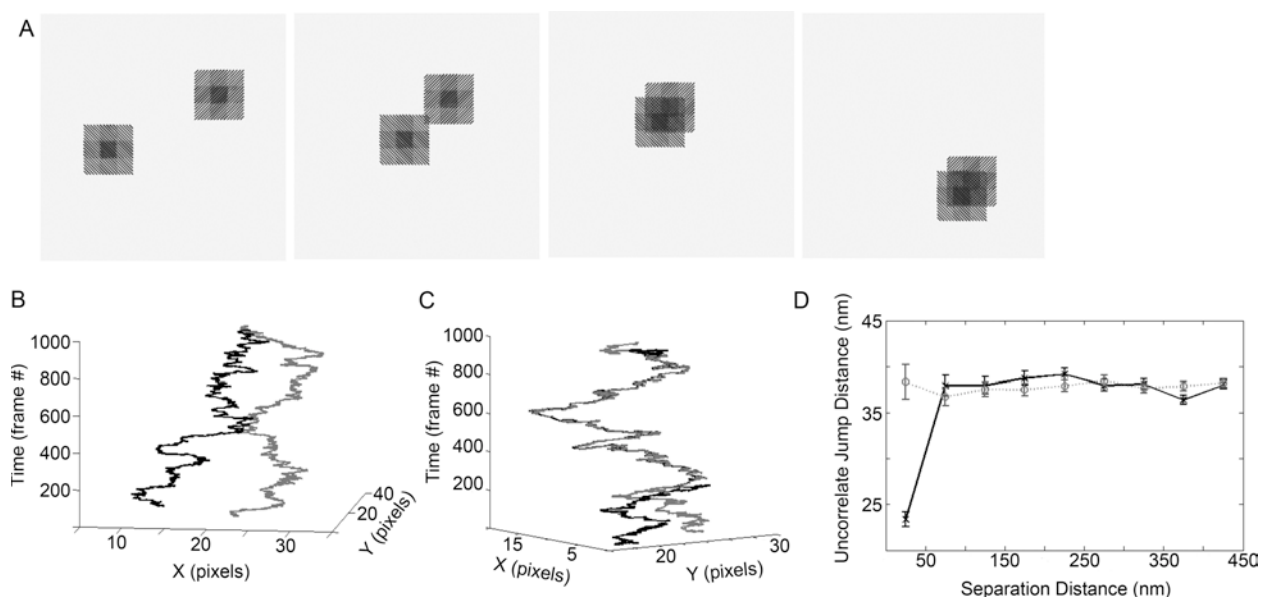 A
B
1000
800
600
400
200
Time (frame #)
10
20
30
X (pixels)
40
20
Y (pixels)
C
1000
800
600
400
200
Time (frame #)
15
5
X (pixels)
20
30
Y (pixels)
D
45
35
25
Uncorrelate Jump Distance (nm)
50
150
250
350
450
Separation Distance (nm)